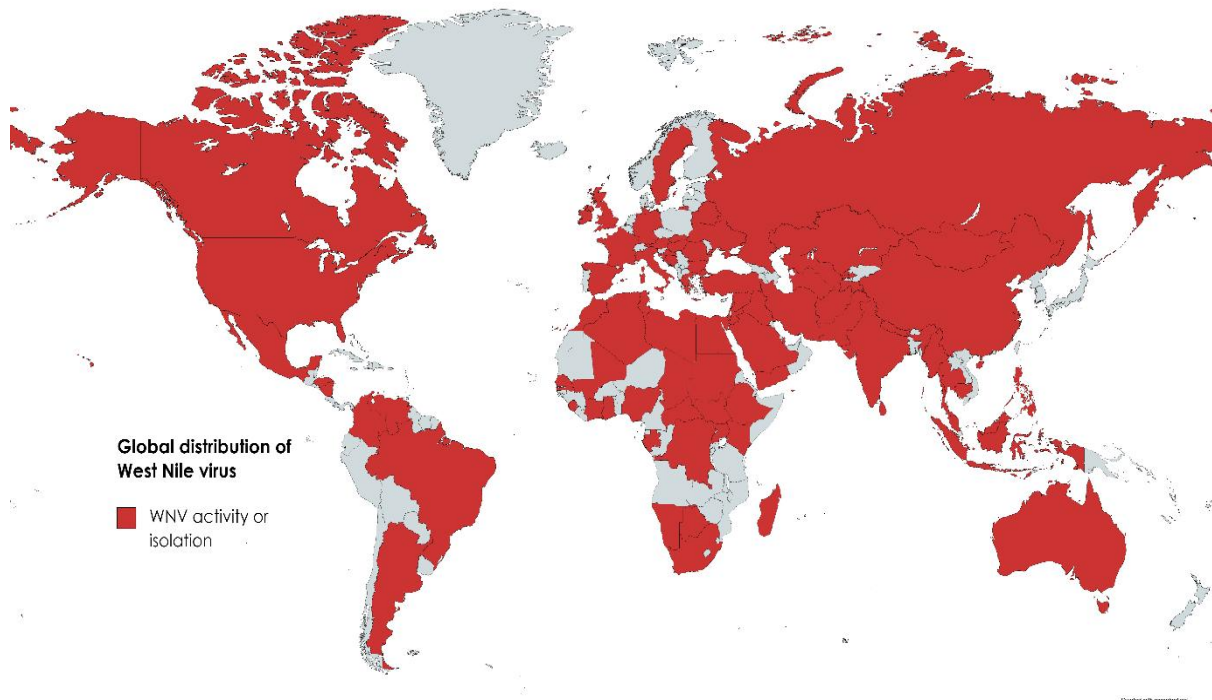 Global distribution of
West Nile virus
WNV activity or
isolation